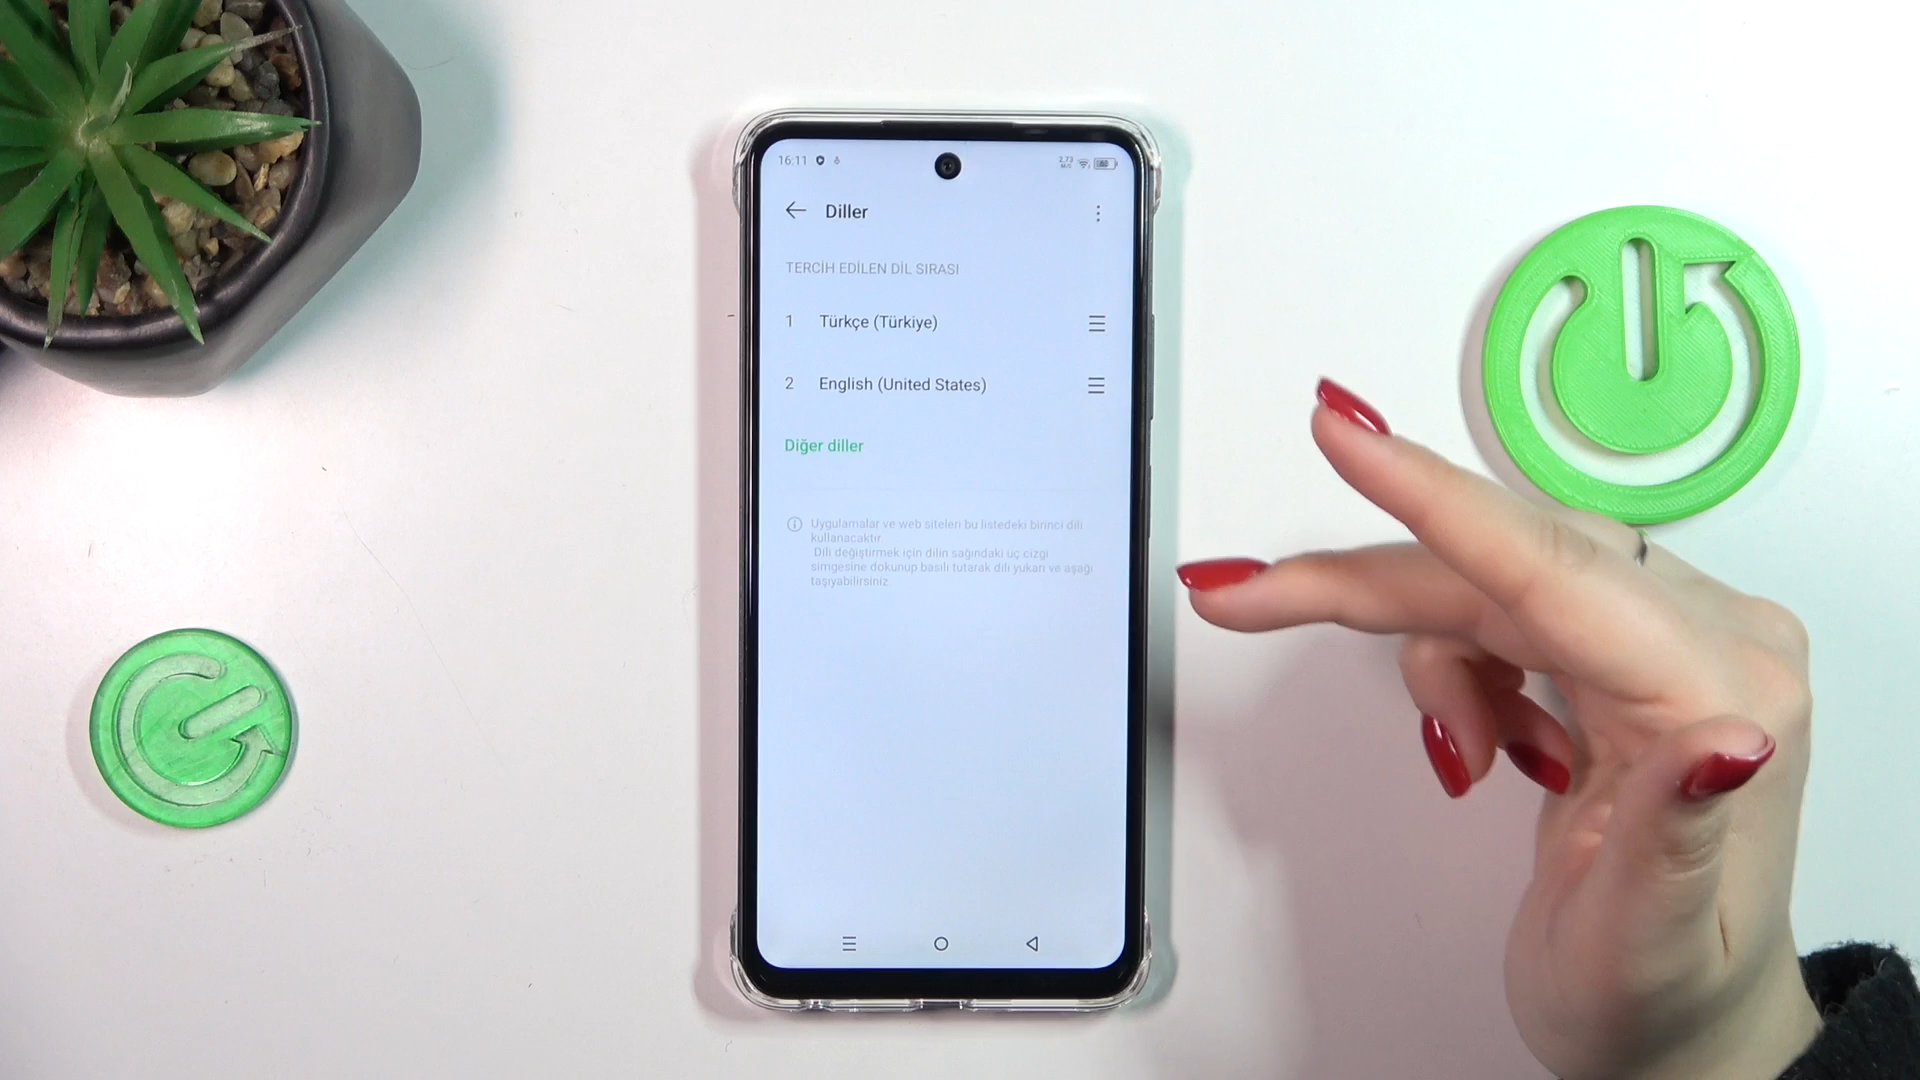 16:11
2,73
Diller
TERCİH EDİLEN DİL SIRASI
1 Türkçe (Türkiye)
2 English (United States)
Diğer diller
Uygulamalar ve web siteleri bu listedeki birinci dili
kullanacaktır.
Dili değiştirmek için dilin sağındaki üç çizgi
simgesine dokunup basılı tutarak dili yukarı ve aşağı
taşıyabilirsiniz.